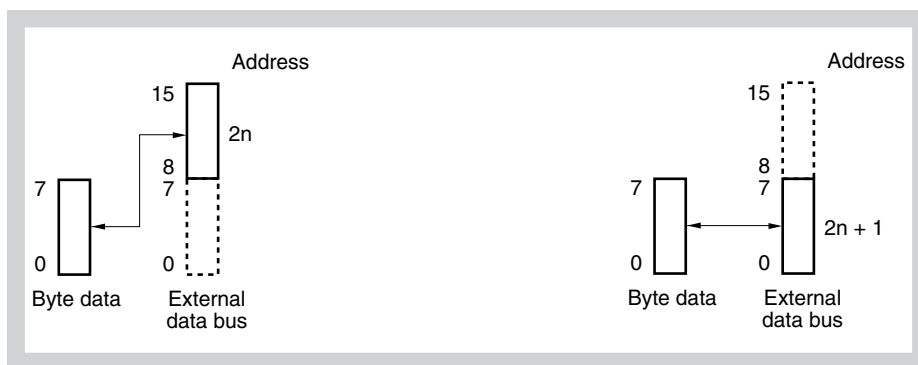 Address
15
2n
8
7
7
0
0
Byte data
External
data bus
Address
15
8
7
7
2n + 1
0
0
Byte data
External
data bus